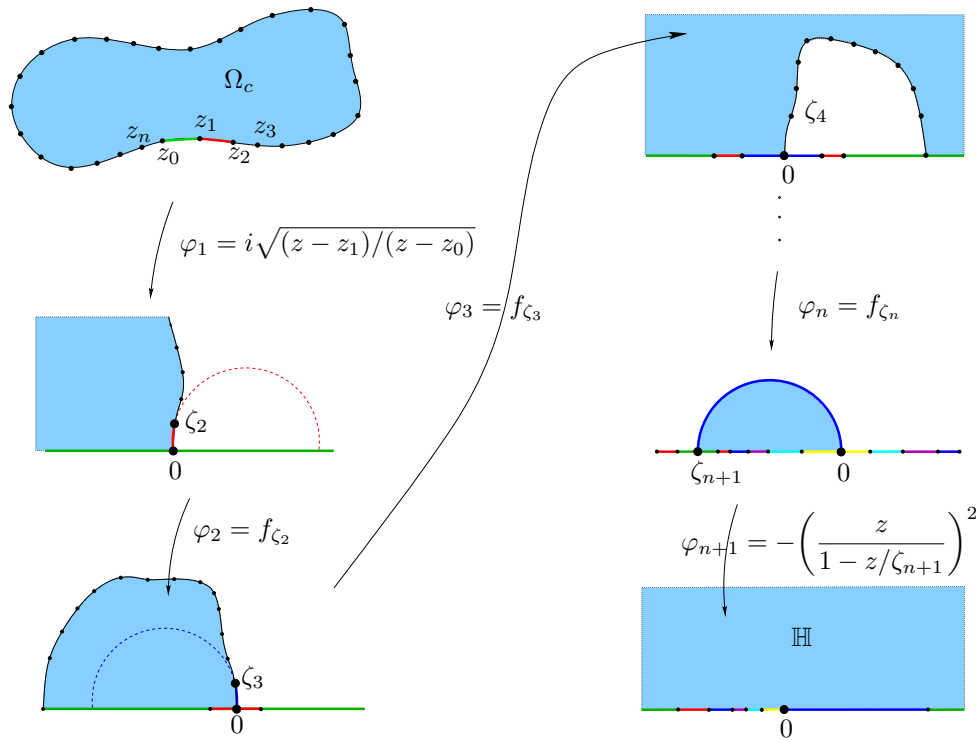 Ω_c
z_n z_0 z_1 z_2 z_3
φ_1 = i√((z − z_1)/(z − z_0))
ζ_2
0
φ_2 = f_{ζ_2}
ζ_3
0
φ_3 = f_{ζ_3}
ζ_4
0
φ_n = f_{ζ_n}
ζ_{n+1}
0
φ_{n+1} = −(z / (1 − z/ζ_{n+1}))^2
ℍ
0